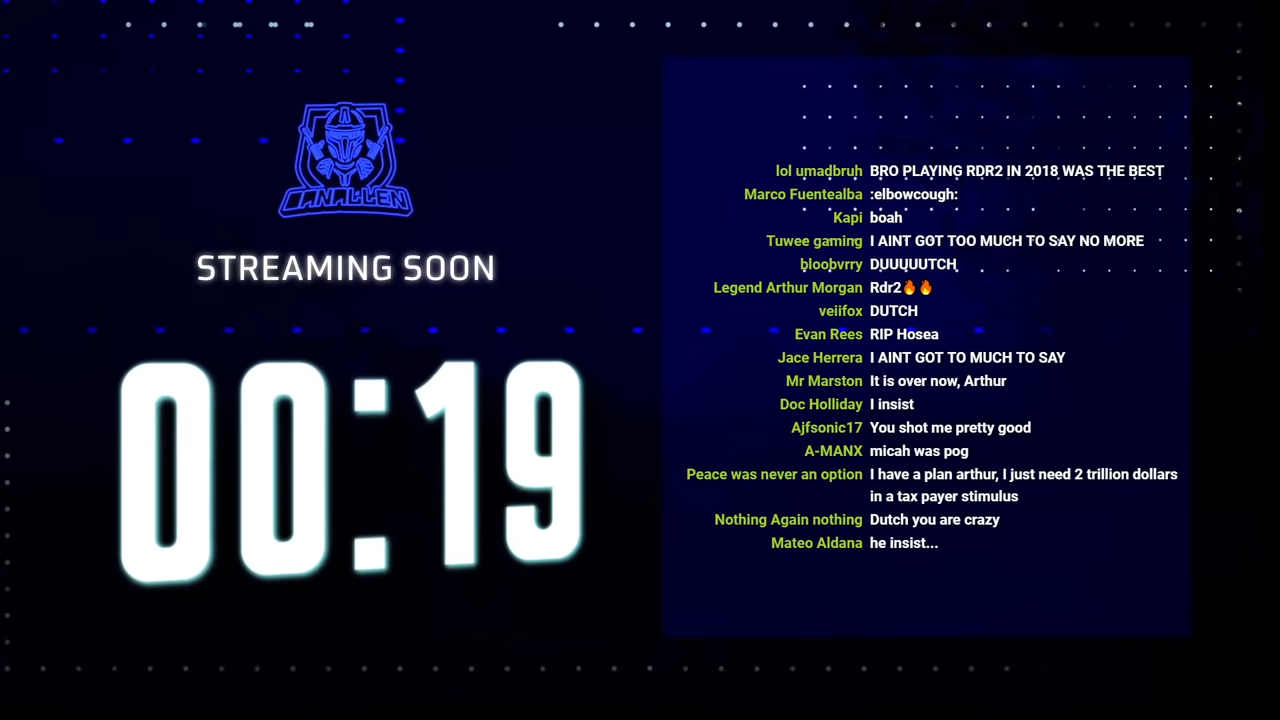 DANALLEN
STREAMING SOON
00:19
lol umadbruh BRO PLAYING RDR2 IN 2018 WAS THE BEST
Marco Fuentealba :elbowcough:
Kapi boah
Tuwee gaming I AINT GOT TOO MUCH TO SAY NO MORE
bloobvrry DUUUUUTCH
Legend Arthur Morgan Rdr2🔥🔥
veiifox DUTCH
Evan Rees RIP Hosea
Jace Herrera I AINT GOT TO MUCH TO SAY
Mr Marston It is over now, Arthur
Doc Holliday I insist
Ajfsonic17 You shot me pretty good
A-MANX micah was pog
Peace was never an option I have a plan arthur, I just need 2 trillion dollars
in a tax payer stimulus
Nothing Again nothing Dutch you are crazy
Mateo Aldana he insist...